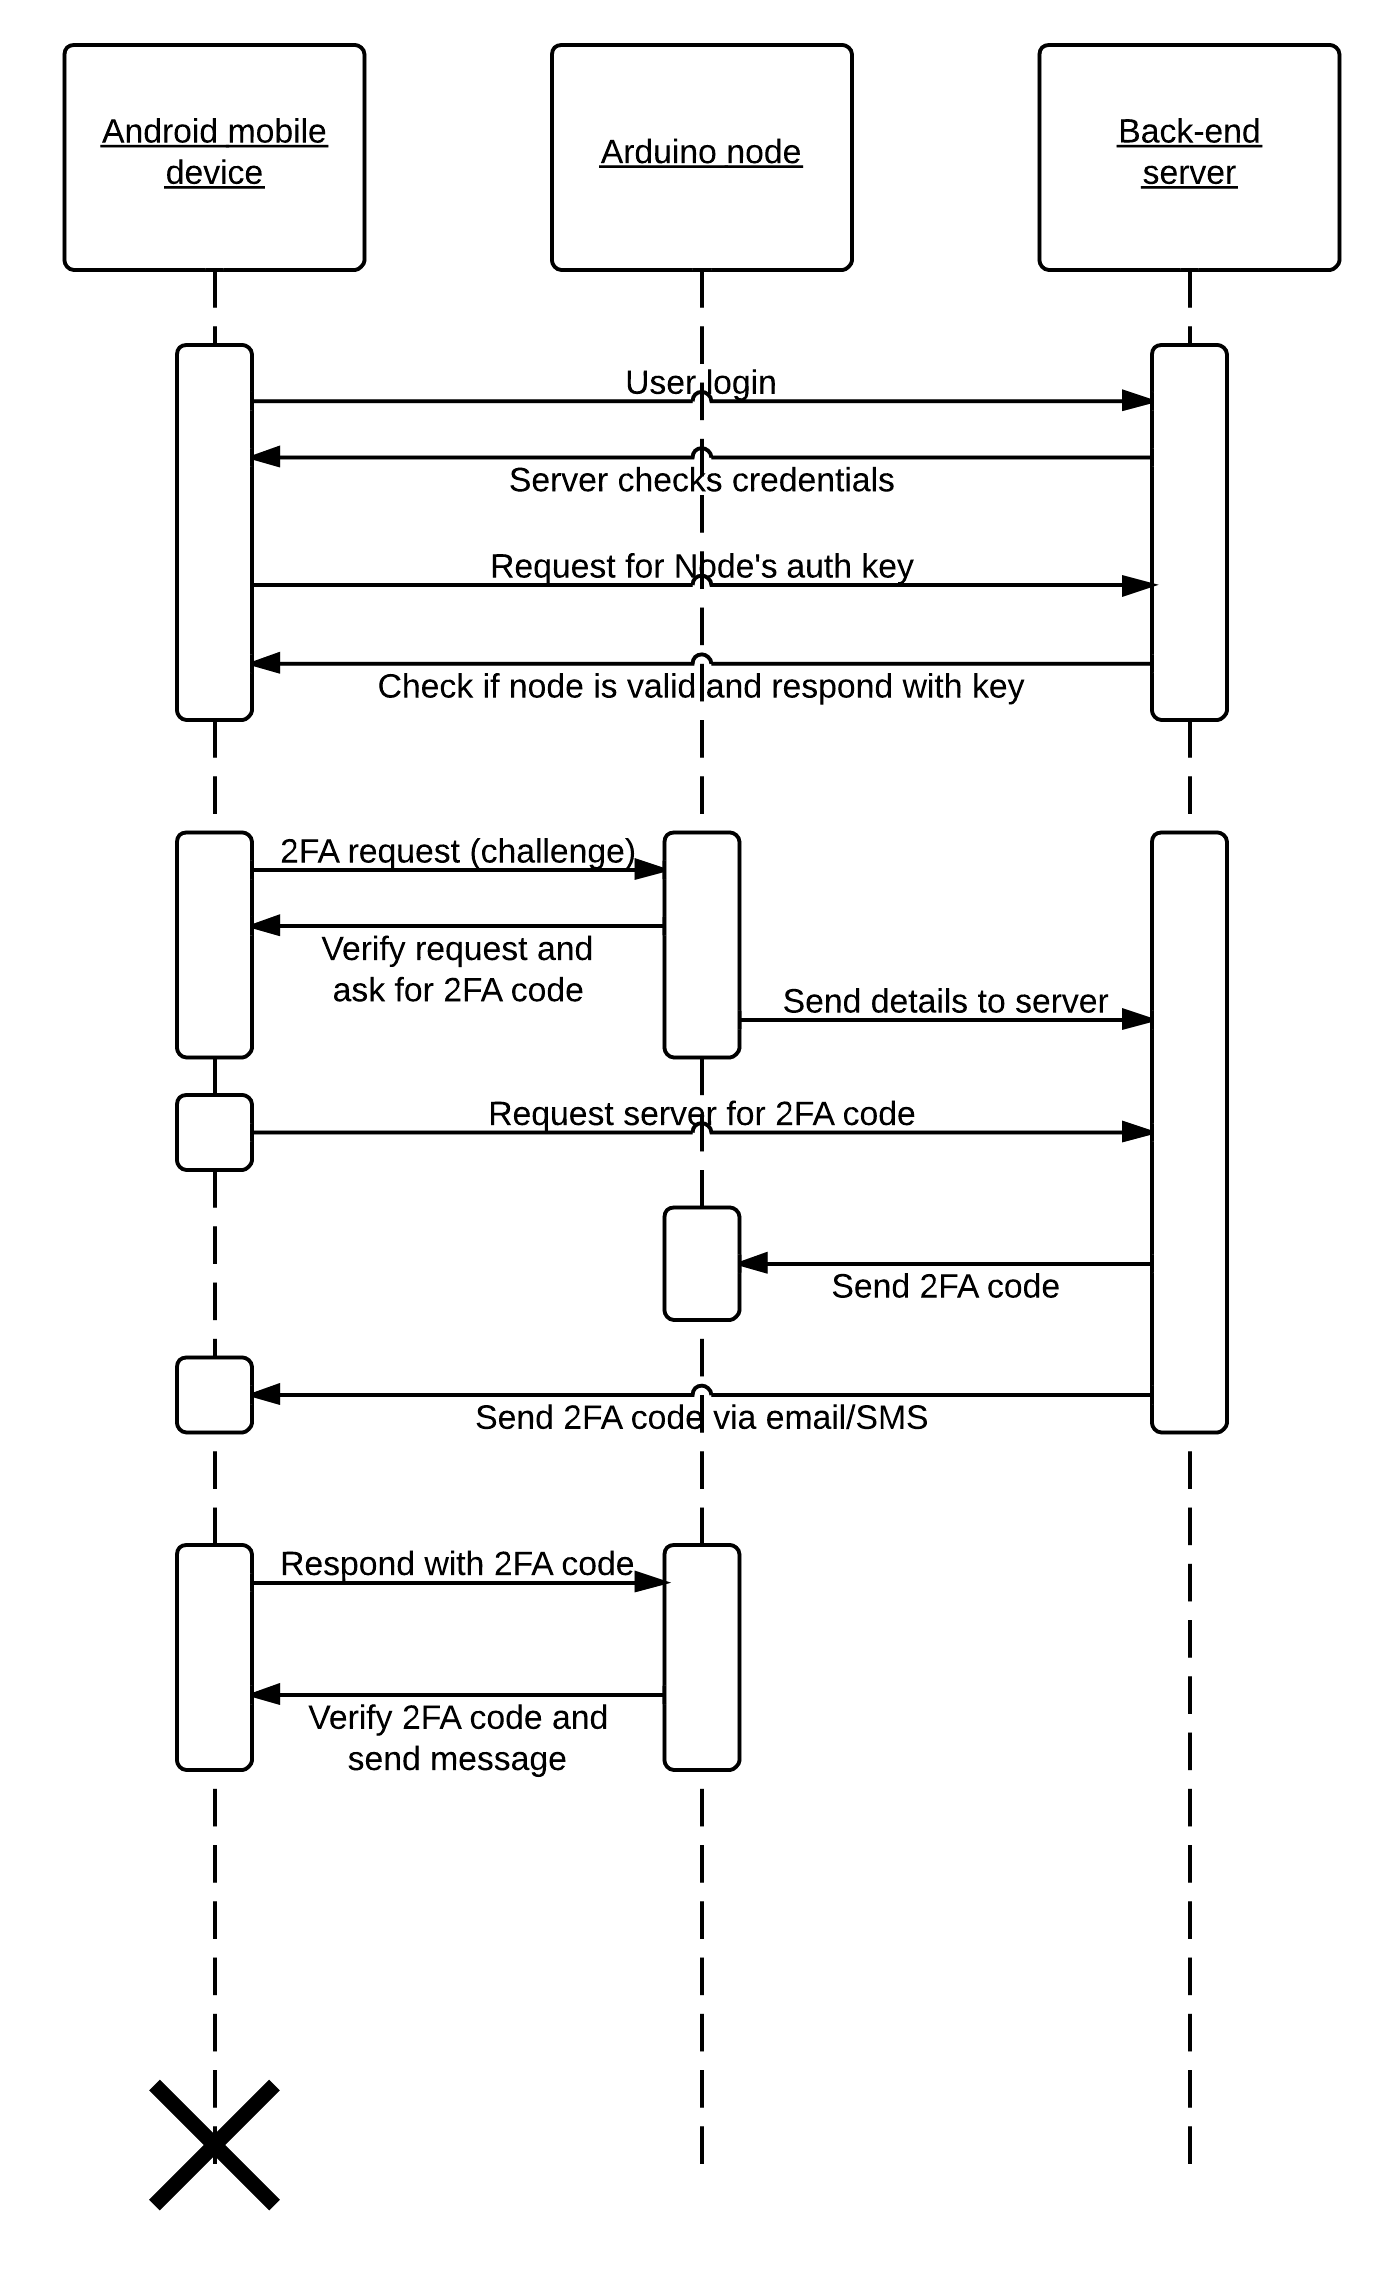 Android mobile
device
Arduino node
Back-end
server
User login
Server checks credentials
Request for Node's auth key
Check if node is valid and respond with key
2FA request (challenge)
Verify request and
ask for 2FA code
Send details to server
Request server for 2FA code
Send 2FA code
Send 2FA code via email/SMS
Respond with 2FA code
Verify 2FA code and
send message